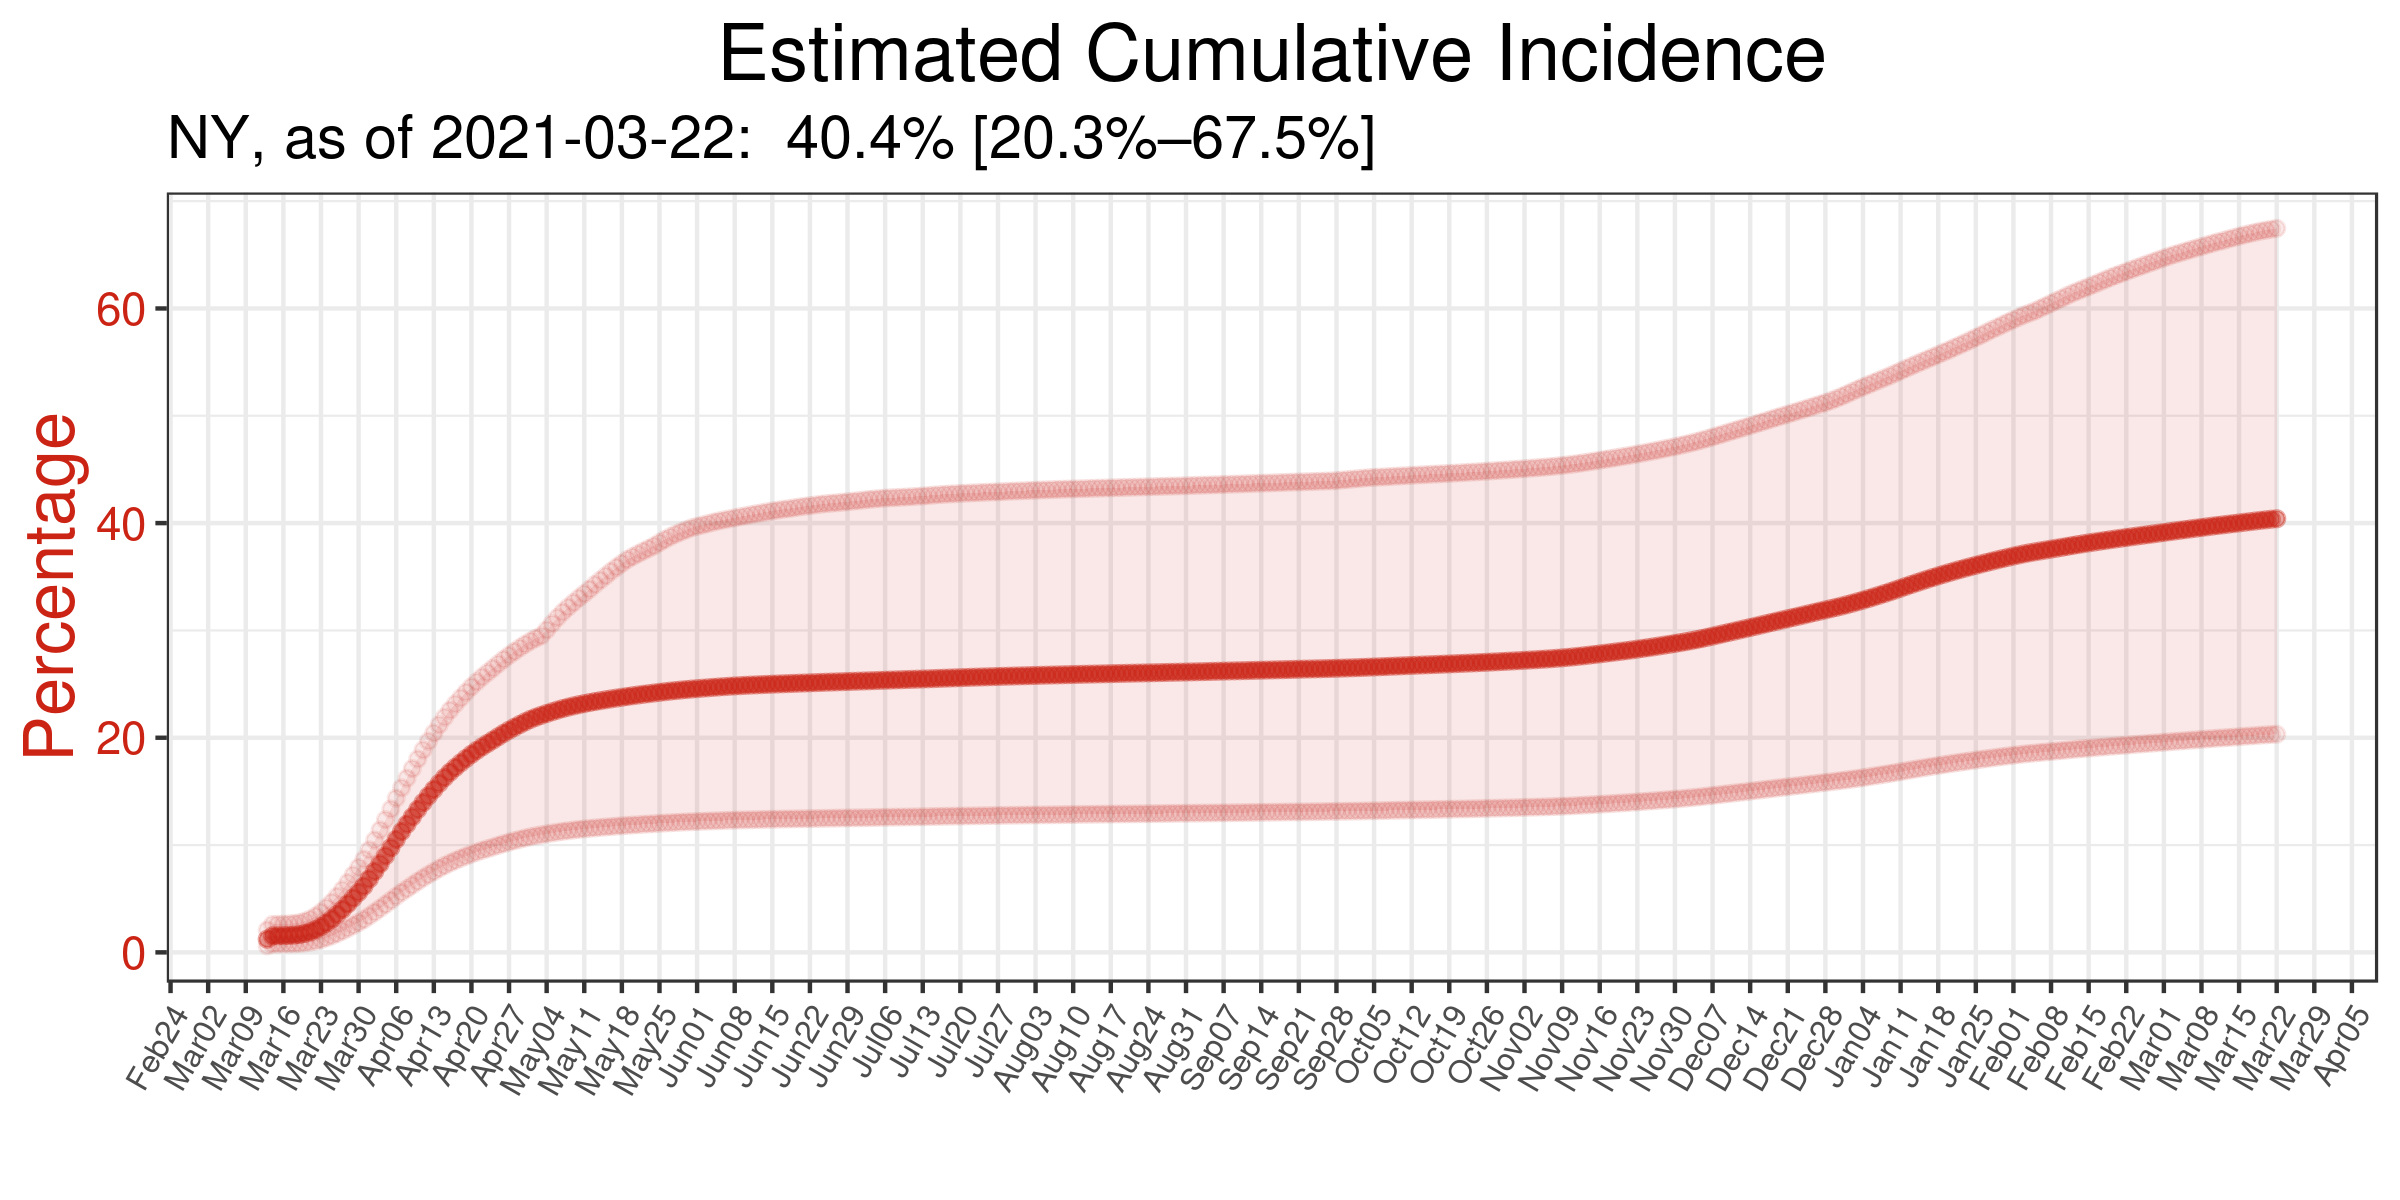 Estimated Cumulative Incidence
NY, as of 2021-03-22:  40.4% [20.3%–67.5%]
Percentage
60
40
20
0
Feb24 Mar02 Mar09 Mar16 Mar23 Mar30 Apr06 Apr13 Apr20 Apr27 May04 May11 May18 May25 Jun01 Jun08 Jun15 Jun22 Jun29 Jul06 Jul13 Jul20 Jul27 Aug03 Aug10 Aug17 Aug24 Aug31 Sep07 Sep14 Sep21 Sep28 Oct05 Oct12 Oct19 Oct26 Nov02 Nov09 Nov16 Nov23 Nov30 Dec07 Dec14 Dec21 Dec28 Jan04 Jan11 Jan18 Jan25 Feb01 Feb08 Feb15 Feb22 Mar01 Mar08 Mar15 Mar22 Mar29 Apr05